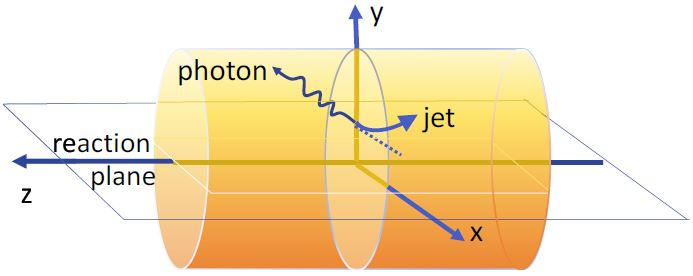 y
photon
jet
reaction
plane
z
x